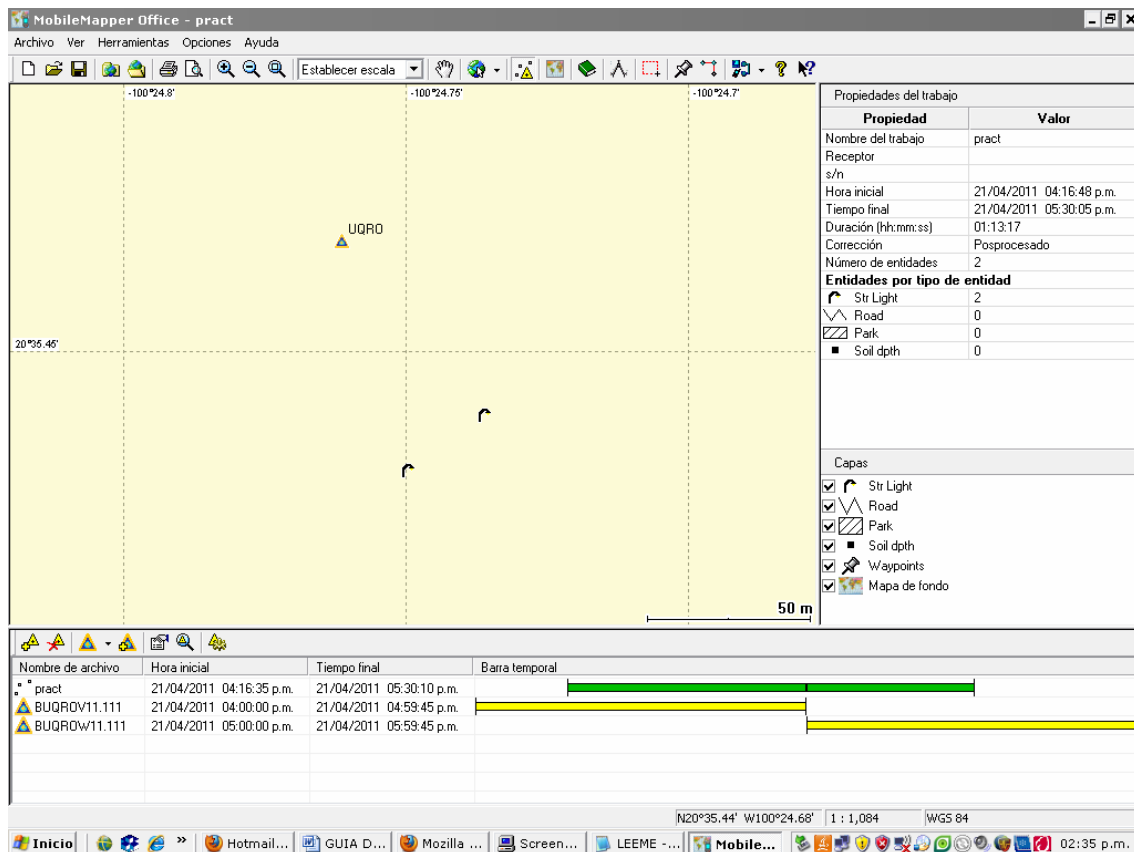 MobileMapper Office - pract
Archivo Ver Herramientas Opciones Ayuda
Establecer escala
-100°24.8' -100°24.75' -100°24.7'
UQRO
20°35.45'
50 m
Propiedades del trabajo
Propiedad Valor
Nombre del trabajo pract
Receptor
s/n
Hora inicial 21/04/2011 04:16:48 p.m.
Tiempo final 21/04/2011 05:30:05 p.m.
Duración (hh:mm:ss) 01:13:17
Corrección Posprocesado
Número de entidades 2
Entidades por tipo de entidad
Str Light 2
Road 0
Park 0
Soil dpth 0
Capas
Str Light
Road
Park
Soil dpth
Waypoints
Mapa de fondo
Nombre de archivo Hora inicial Tiempo final Barra temporal
pract 21/04/2011 04:16:35 p.m. 21/04/2011 05:30:10 p.m.
BUQROV11.111 21/04/2011 04:00:00 p.m. 21/04/2011 04:59:45 p.m.
BUQROW11.111 21/04/2011 05:00:00 p.m. 21/04/2011 05:59:45 p.m.
N20°35.44' W100°24.68' 1 : 1,084 WGS 84
Inicio » Hotmail... GUIA D... Mozilla ... Screen... LEEME -... Mobile... 02:35 p.m.